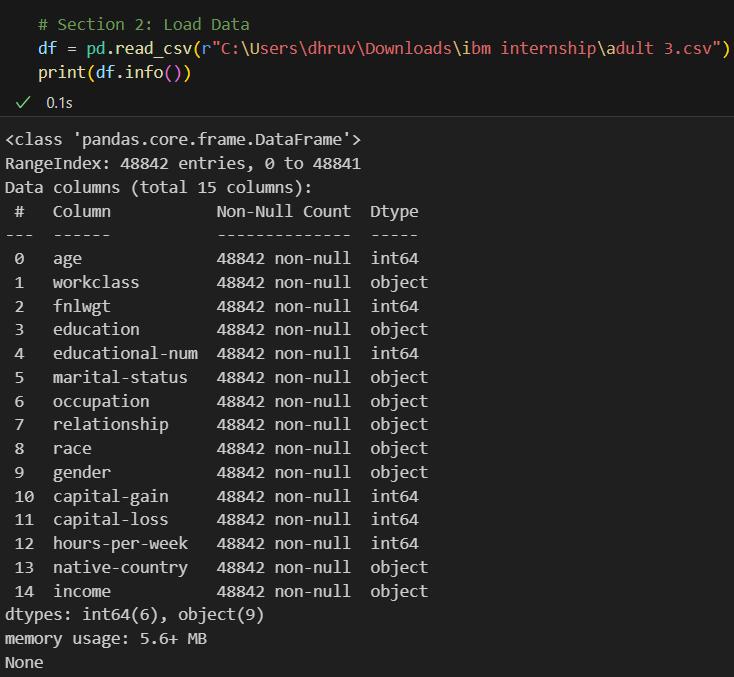 # Section 2: Load Data
df = pd.read_csv(r"C:\Users\dhruv\Downloads\ibm internship\adult 3.csv")
print(df.info())
✓ 0.1s
<class 'pandas.core.frame.DataFrame'>
RangeIndex: 48842 entries, 0 to 48841
Data columns (total 15 columns):
 #   Column           Non-Null Count  Dtype
---  ------           --------------  -----
 0   age              48842 non-null  int64
 1   workclass        48842 non-null  object
 2   fnlwgt           48842 non-null  int64
 3   education        48842 non-null  object
 4   educational-num  48842 non-null  int64
 5   marital-status   48842 non-null  object
 6   occupation       48842 non-null  object
 7   relationship     48842 non-null  object
 8   race             48842 non-null  object
 9   gender           48842 non-null  object
 10  capital-gain     48842 non-null  int64
 11  capital-loss     48842 non-null  int64
 12  hours-per-week   48842 non-null  int64
 13  native-country   48842 non-null  object
 14  income           48842 non-null  object
dtypes: int64(6), object(9)
memory usage: 5.6+ MB
None